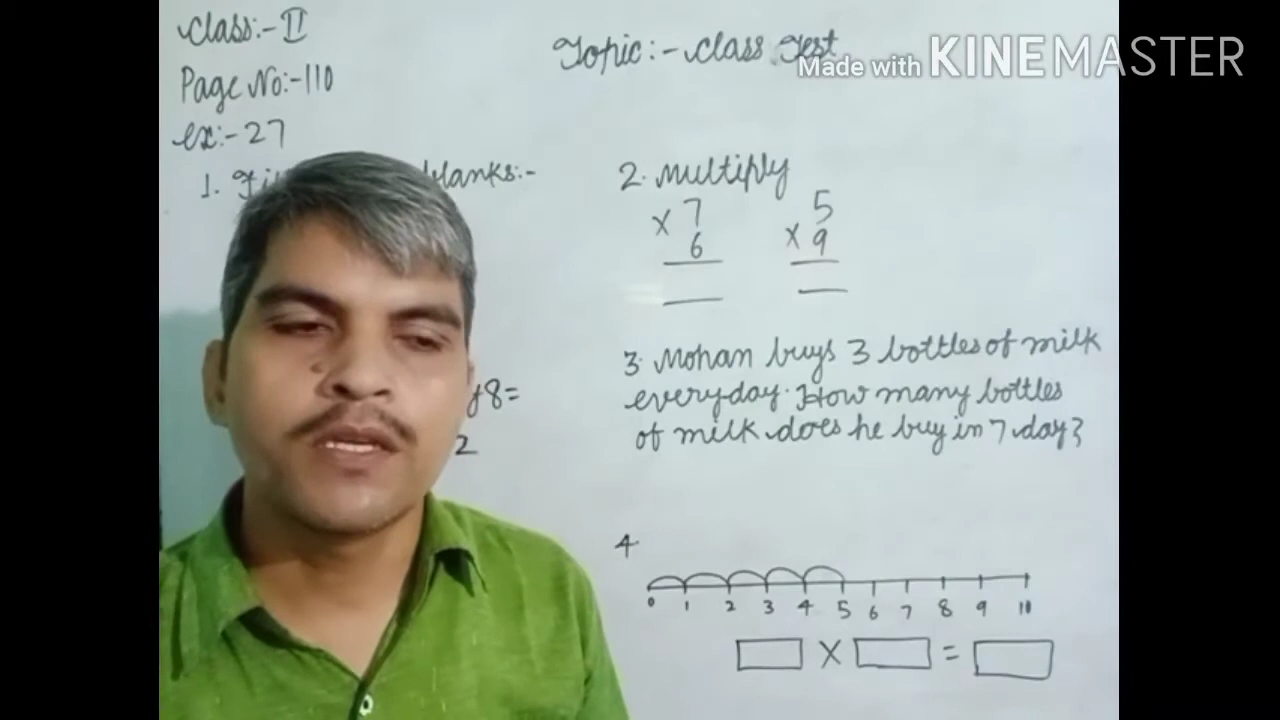 Class:- II
Page No:-110
ex:-27
Topic:- Class Test
Made with KINEMASTER
1. blanks:-
y 8=
2
2. Multiply
7
× 6
5
× 9
3. Mohan buys 3 bottles of milk
everyday. How many bottles
of milk does he buy in 7 day?
4
0 1 2 3 4 5 6 7 8 9 10
× =